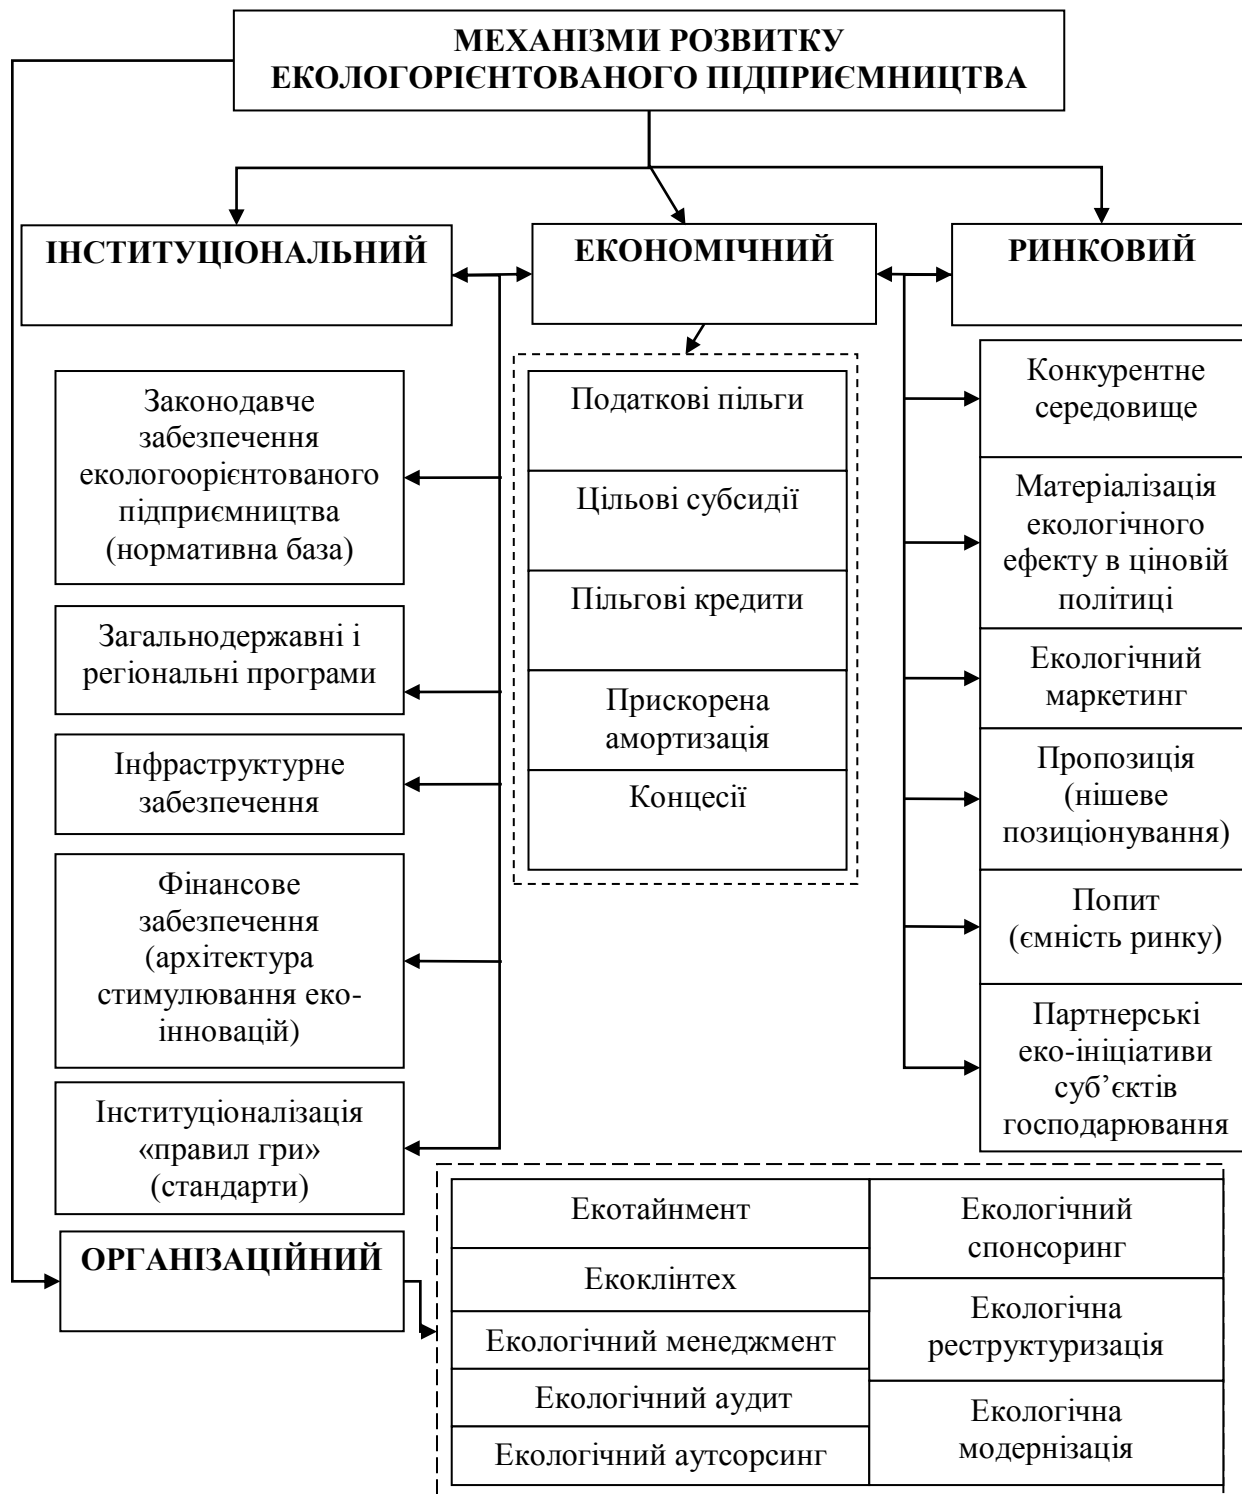 МЕХАНІЗМИ РОЗВИТКУ
ЕКОЛОГОРІЄНТОВАНОГО ПІДПРИЄМНИЦТВА
ІНСТИТУЦІОНАЛЬНИЙ
ЕКОНОМІЧНИЙ
РИНКОВИЙ
Законодавче
забезпечення
екологоорієнтованого
підприємництва
(нормативна база)
Загальнодержавні і
регіональні програми
Інфраструктурне
забезпечення
Фінансове
забезпечення
(архітектура
стимулювання еко-
інновацій)
Інституціоналізація
«правил гри»
(стандарти)
Податкові пільги
Цільові субсидії
Пільгові кредити
Прискорена
амортизація
Концесії
Конкурентне
середовище
Матеріалізація
екологічного
ефекту в ціновій
політиці
Екологічний
маркетинг
Пропозиція
(нішеве
позиціонування)
Попит
(ємність ринку)
Партнерські
еко-ініціативи
суб’єктів
господарювання
ОРГАНІЗАЦІЙНИЙ
Екотайнмент
Екоклінтех
Екологічний менеджмент
Екологічний аудит
Екологічний аутсорсинг
Екологічний
спонсоринг
Екологічна
реструктуризація
Екологічна
модернізація